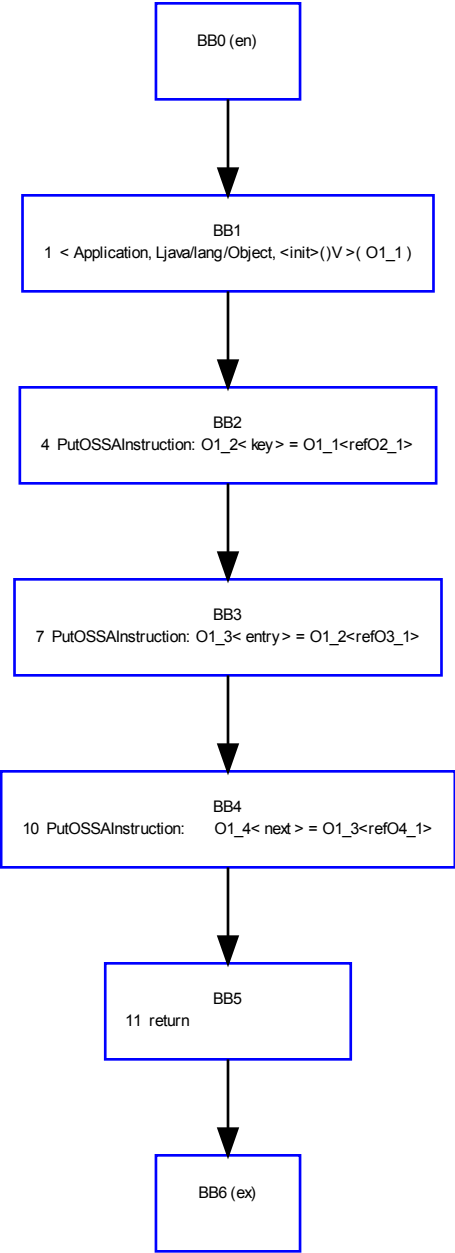 BB0 (en)
BB1
1 < Application, Ljava/lang/Object, <init>()V >( O1_1 )
BB2
4 PutOSSAInstruction: O1_2< key > = O1_1<refO2_1>
BB3
7 PutOSSAInstruction: O1_3< entry > = O1_2<refO3_1>
BB4
10 PutOSSAInstruction: O1_4< next > = O1_3<refO4_1>
BB5
11 return
BB6 (ex)